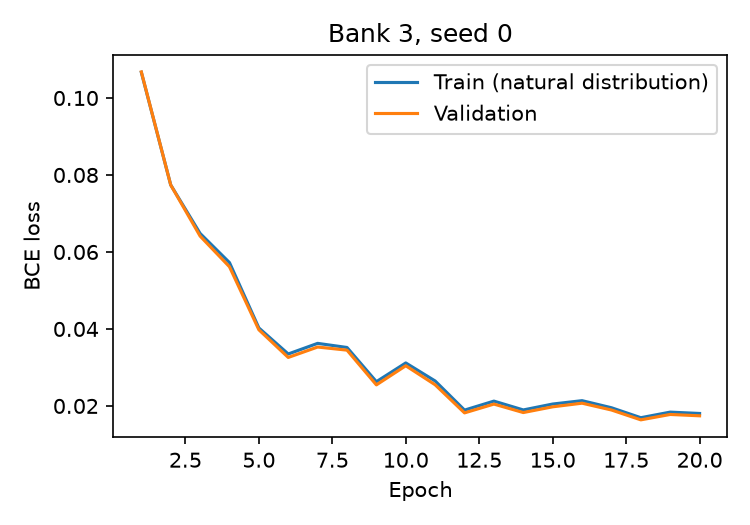 Bank 3, seed 0
Train (natural distribution)
Validation
BCE loss
0.10
0.08
0.06
0.04
0.02
2.5 5.0 7.5 10.0 12.5 15.0 17.5 20.0
Epoch